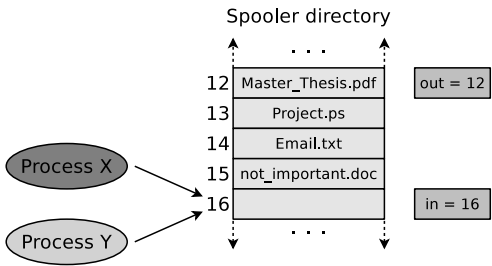 Spooler directory
. . .
12 Master_Thesis.pdf out = 12
13 Project.ps
14 Email.txt
Process X
15 not_important.doc
16 in = 16
Process Y
. . .